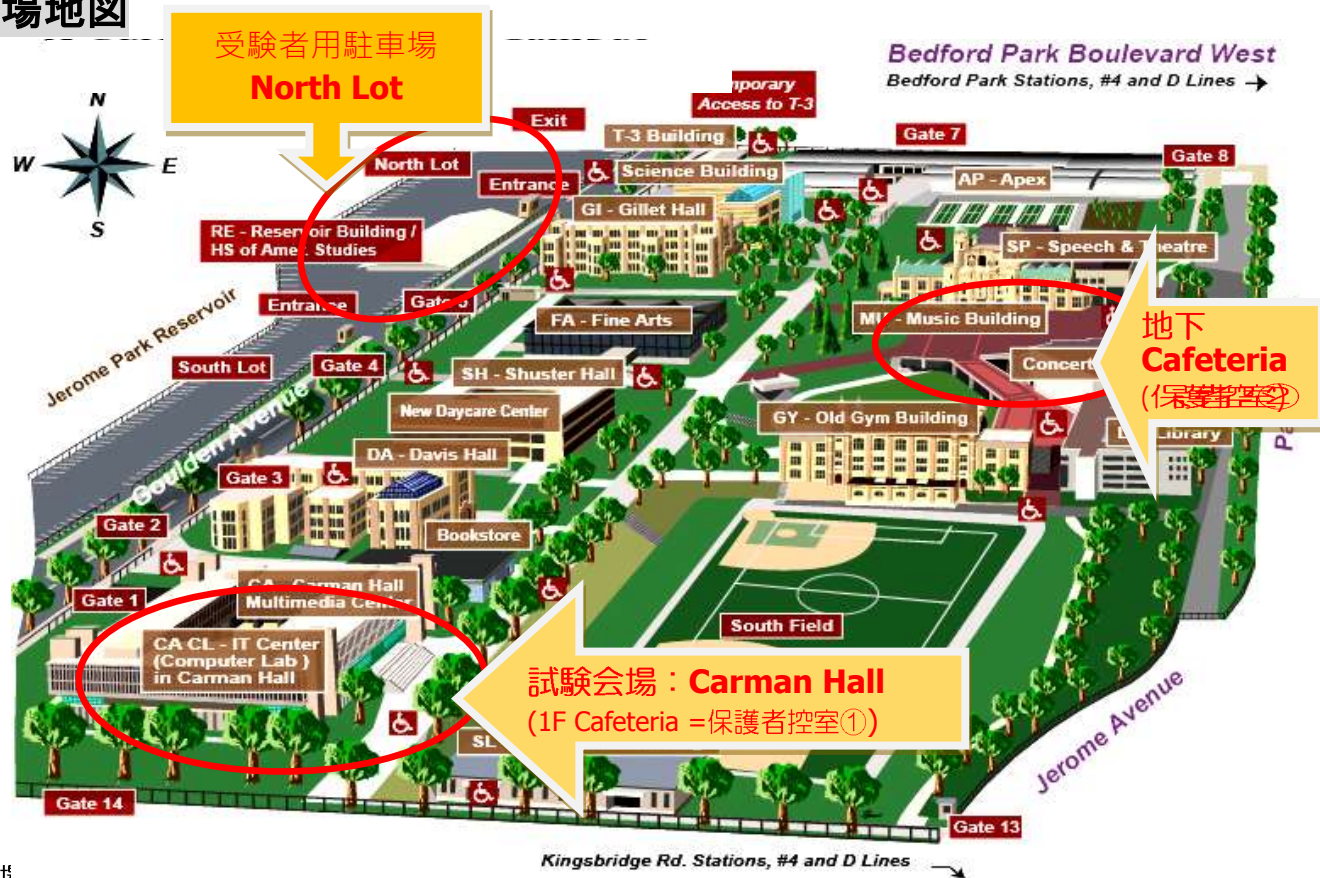 場地図
受験者用駐車場
North Lot
Bedford Park Boulevard West
Bedford Park Stations, #4 and D Lines
N
W
E
S
Access to T-3
Exit
T-3 Building
Gate 7
Gate 8
North Lot
Entrance
Science Building
AP - Apex
GI - Gillet Hall
RE - Reservoir Building /
HS of Amer. Studies
SP - Speech & Theatre
Entrance
Gate 5
FA - Fine Arts
MU - Music Building
地下
Cafeteria
(保護者控室②)
Jerome Park Reservoir
South Lot
Gate 4
SH - Shuster Hall
Concert
New Daycare Center
GY - Old Gym Building
Library
Goulden Avenue
DA - Davis Hall
Gate 3
Gate 2
Bookstore
Gate 1
CA - Carman Hall
Multimedia Center
CA CL - IT Center
(Computer Lab )
in Carman Hall
South Field
試験会場：Carman Hall
(1F Cafeteria =保護者控室①)
SL
Jerome Avenue
Gate 14
Gate 13
Kingsbridge Rd. Stations, #4 and D Lines